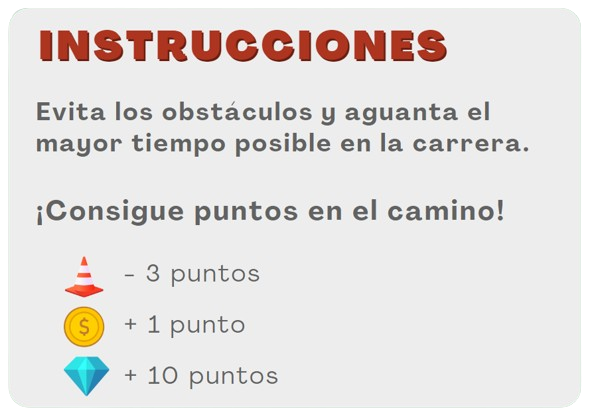 INSTRUCCIONES
Evita los obstáculos y aguanta el
mayor tiempo posible en la carrera.
¡Consigue puntos en el camino!
- 3 puntos
$ + 1 punto
+ 10 puntos